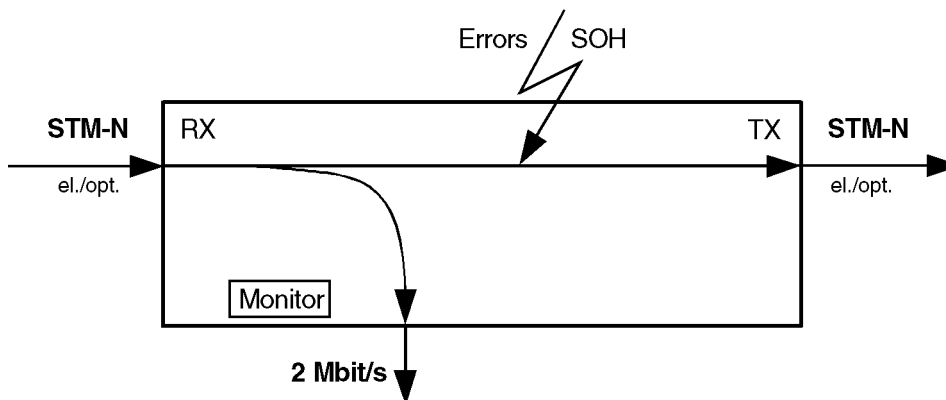 Errors SOH
STM-N
RX
TX
STM-N
el./opt.
el./opt.
Monitor
2 Mbit/s